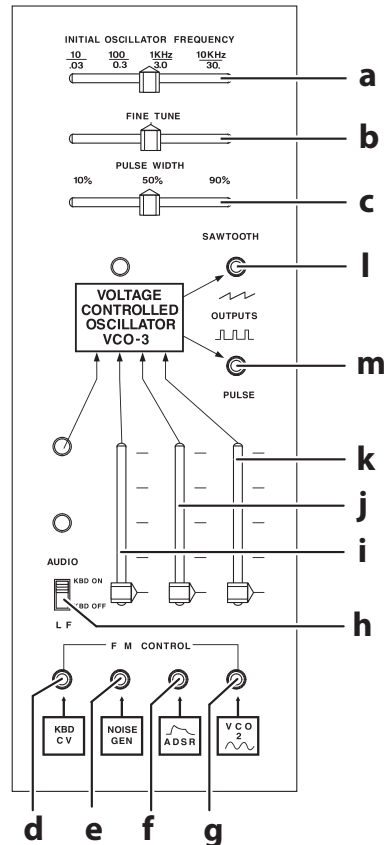 INITIAL OSCILLATOR FREQUENCY
10 100 1KHz 10KHz
.03 0.3 3.0 30.
a
FINE TUNE
b
PULSE WIDTH
10% 50% 90%
c
SAWTOOTH
l
VOLTAGE
CONTROLLED
OSCILLATOR
VCO-3
OUTPUTS
m
PULSE
k
j
i
AUDIO
KBD ON
KBD OFF
h
L F
F M CONTROL
KBD
CV
NOISE
GEN
ADSR
VCO
2
d e f g